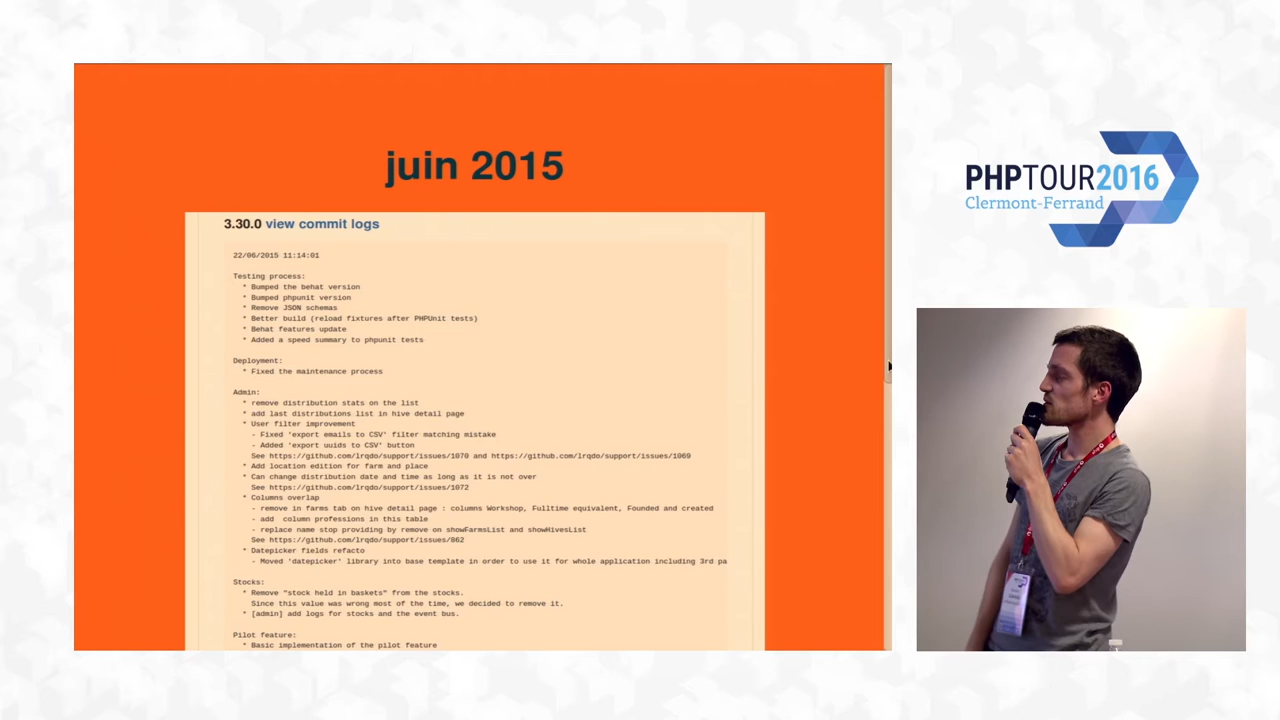 juin 2015
3.30.0 view commit logs
22/06/2015 11:14:01
Testing process:
* Bumped the behat version
* Bumped phpunit version
* Remove JSON schemas
* Better build (reload fixtures after PHPUnit tests)
* Behat features update
* Added a speed summary to phpunit tests
Deployment:
* Fixed the maintenance process
Admin:
* remove distribution stats on the list
* add last distributions list in hive detail page
* User filter improvement
- Fixed 'export emails to CSV' filter matching mistake
- Added 'export uuids to CSV' button
See https://github.com/lrqdo/support/issues/1070 and https://github.com/lrqdo/support/issues/1069
* Add location edition for farm and place
* Can change distribution date and time as long as it is not over
See https://github.com/lrqdo/support/issues/1072
* Columns overlap
- remove in farms tab on hive detail page : columns Workshop, Fulltime equivalent, Founded and created
- add  column professions in this table
- replace name stop providing by remove on showFarmsList and showHivesList
See https://github.com/lrqdo/support/issues/862
* Datepicker fields refacto
- Moved 'datepicker' library into base template in order to use it for whole application including 3rd pa
Stocks:
* Remove "stock held in baskets" from the stocks.
Since this value was wrong most of the time, we decided to remove it.
* [admin] add logs for stocks and the event bus.
Pilot feature:
* Basic implementation of the pilot feature
PHPTOUR2016
Clermont-Ferrand